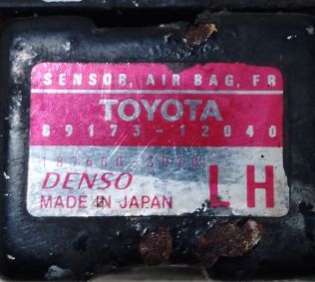 SENSOR, AIR BAG, FR
TOYOTA
89173-12040
DENSO LH
MADE IN JAPAN